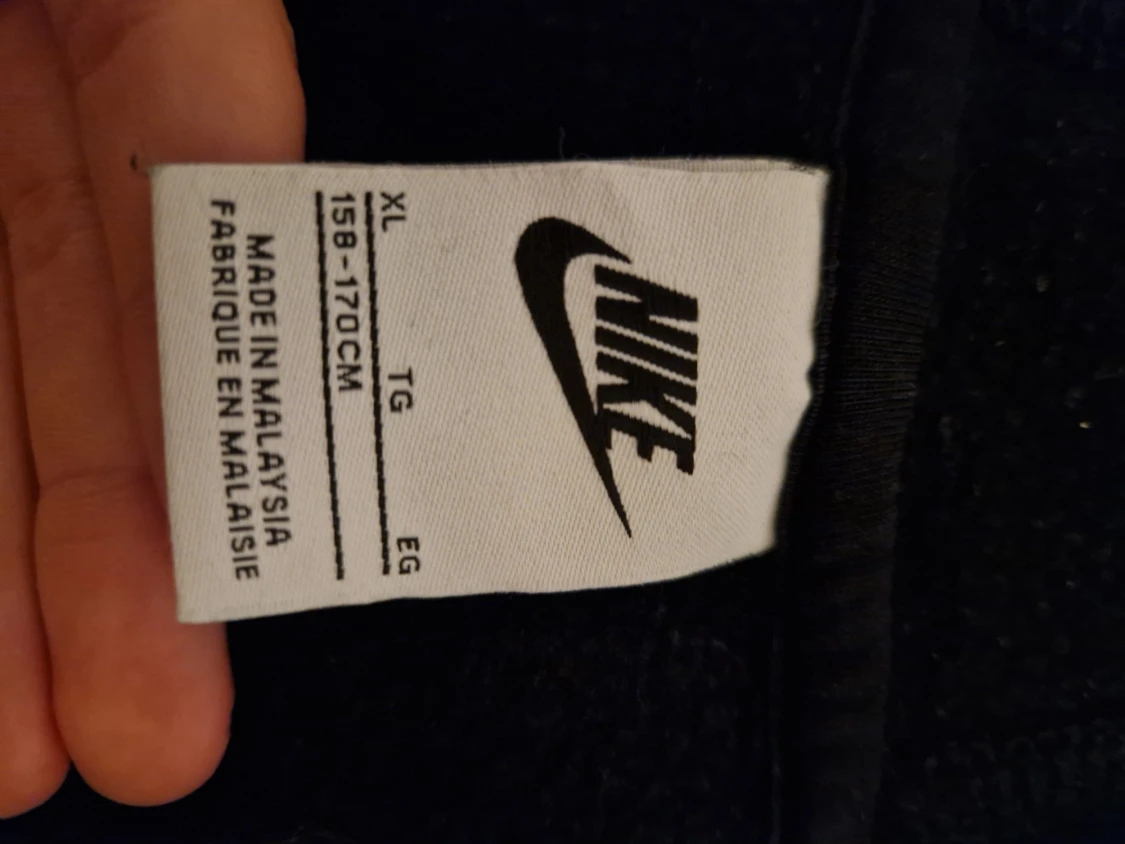 NIKE
XL TG EG
158-170CM
MADE IN MALAYSIA
FABRIQUE EN MALAISIE